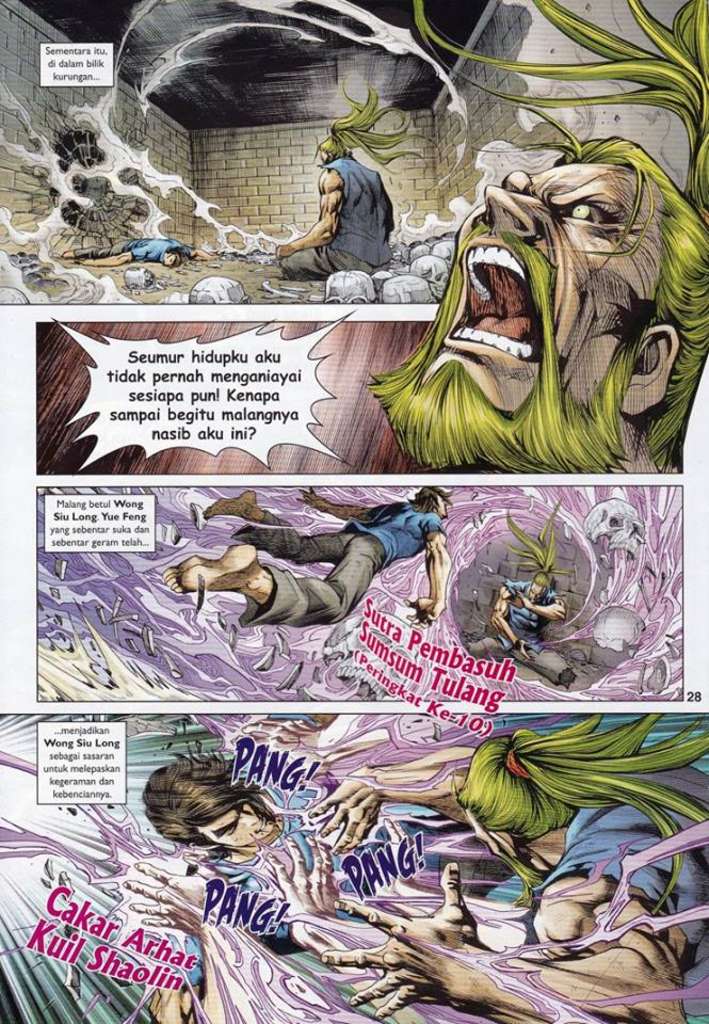 Sementara itu,
di dalam bilik
kurungan...
Seumur hidupku aku
tidak pernah menganiayai
sesiapa pun! Kenapa
sampai begitu malangnya
nasib aku ini?
Malang betul Wong
Siu Long. Yue Feng
yang sebentar suka dan
sebentar geram telah...
Sutra Pembasuh
Sumsum Tulang
(Peringkat Ke-10)
28
...menjadikan
Wong Siu Long
sebagai sasaran
untuk melepaskan
kegeraman dan
kebenciannya.
PANG!
PANG!
PANG!
Cakar Arhat
Kuil Shaolin